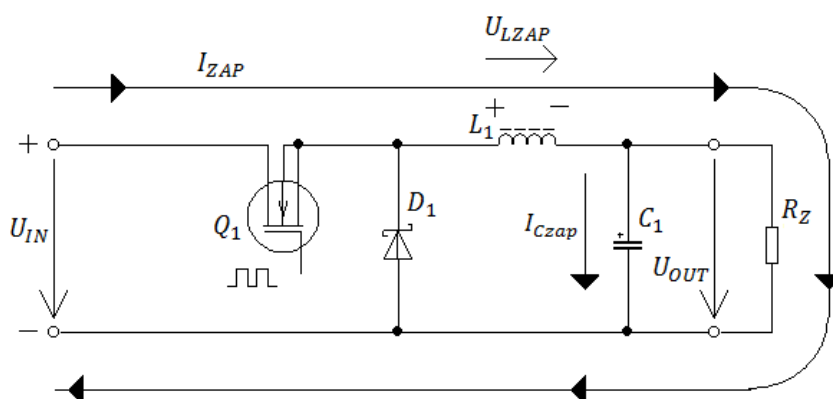 U_LZAP
I_ZAP
+ −
L_1
+
Q_1
D_1
U_IN
I_Czap
+
C_1
U_OUT
R_Z
−